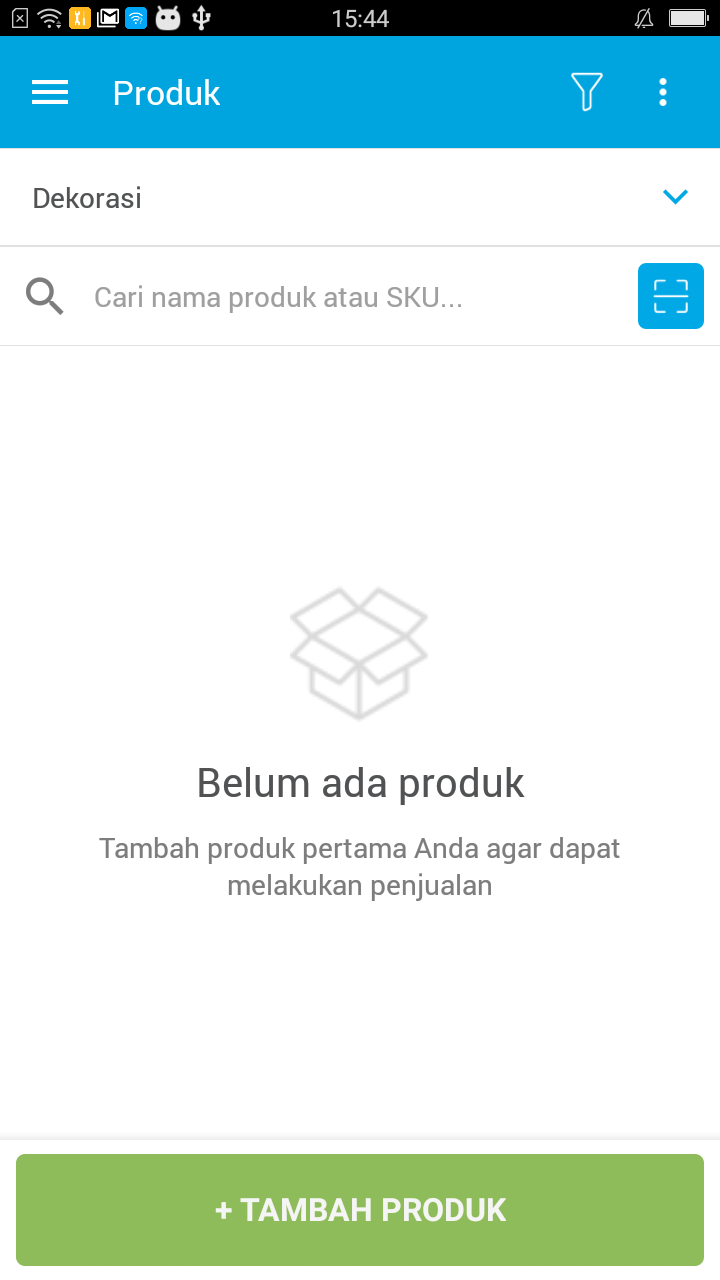 15:44
Produk
Dekorasi
Cari nama produk atau SKU...
Belum ada produk
Tambah produk pertama Anda agar dapat
melakukan penjualan
+ TAMBAH PRODUK